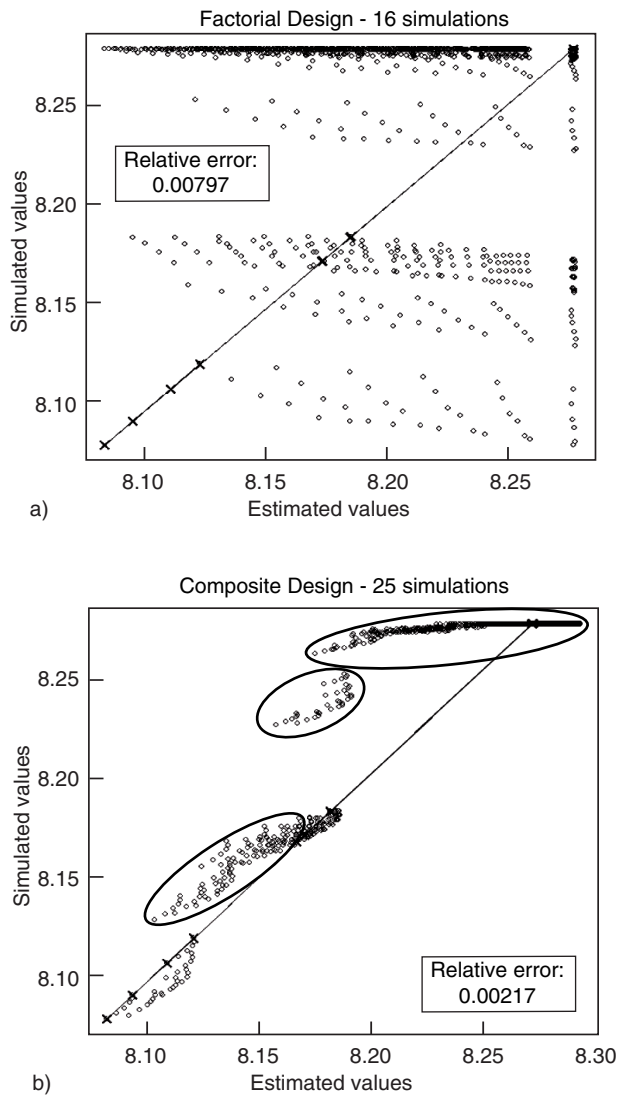 Factorial Design - 16 simulations
8.25
8.20
8.15
8.10
Simulated values
Relative error:
0.00797
8.10 8.15 8.20 8.25
a) Estimated values
Composite Design - 25 simulations
8.25
8.20
8.15
8.10
Simulated values
Relative error:
0.00217
8.10 8.15 8.20 8.25 8.30
b) Estimated values